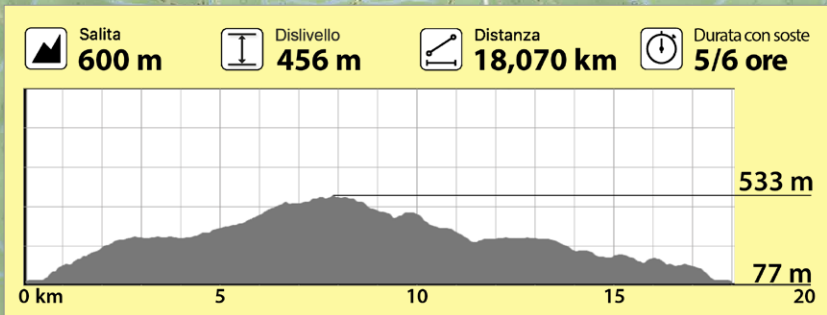 Salita
600 m
Dislivello
456 m
Distanza
18,070 km
Durata con soste
5/6 ore
533 m
77 m
0 km
5
10
15
20